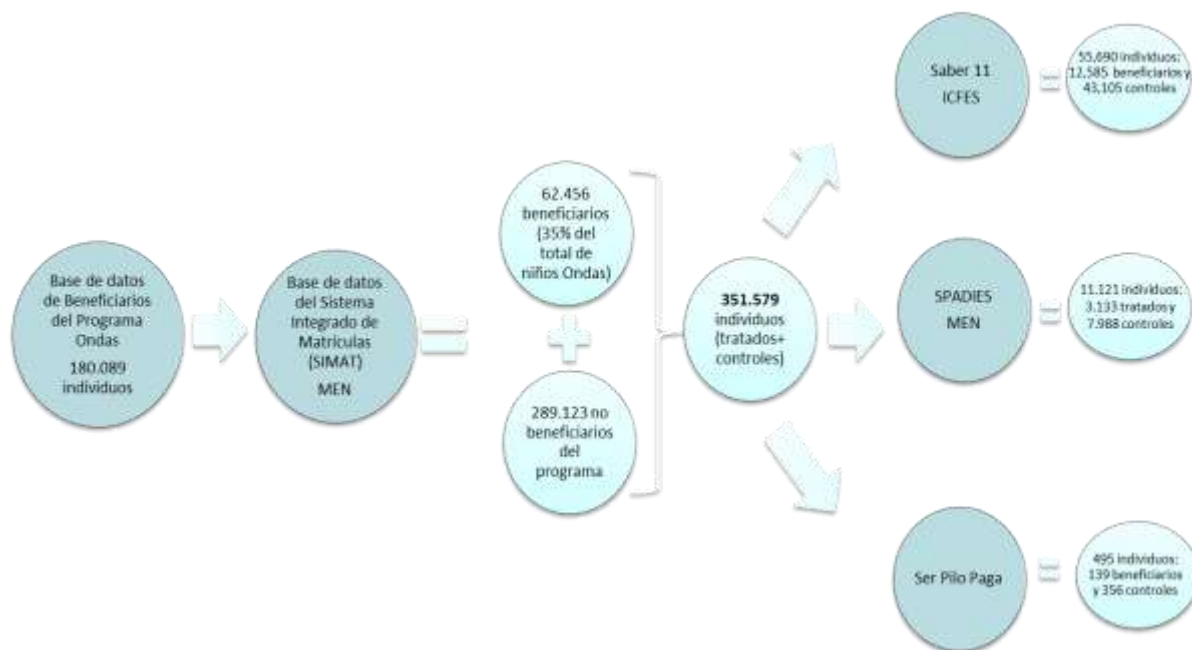 Base de datos
de Beneficiarios
del Programa
Ondas
180.089
individuos
Base de datos
del Sistema
Integrado de
Matrículas
(SIMAT)
MEN
62.456
beneficiarios
(35% del
total de
niños Ondas)
289.123 no
beneficiarios
del
programa
351.579
individuos
(tratados+
controles)
Saber 11
ICFES
55,690 individuos:
12,585 beneficiarios y
43,105 controles
SPADIES
MEN
11.121 individuos:
3.133 tratados y
7.988 controles
Ser Pilo Paga
495 individuos:
139 beneficiarios
y 356 controles